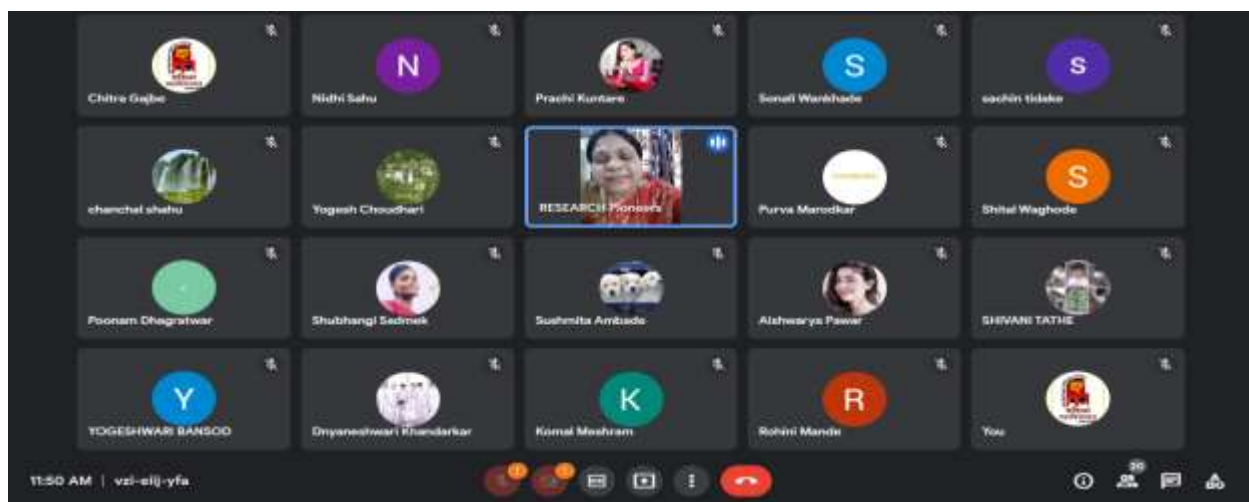 Chitra Gajbe
N
Nidhi Sahu
Prachi Kuntare
S
Sonali Wankhade
s
sachin tidake
chanchal shahu
Yogesh Choudhari
RESEARCH Pioneers
Purva Marodkar
S
Shital Waghode
Poonam Dhagratwar
Shubhangi Sedmek
Sushmita Ambade
Aishwarya Pawar
SHIVANI TATHE
Y
YOGESHWARI BANSOD
Dnyaneshwari Khandarkar
K
Komal Meshram
R
Rohini Mande
You
11:50 AM | vzi-eiij-yfa
20